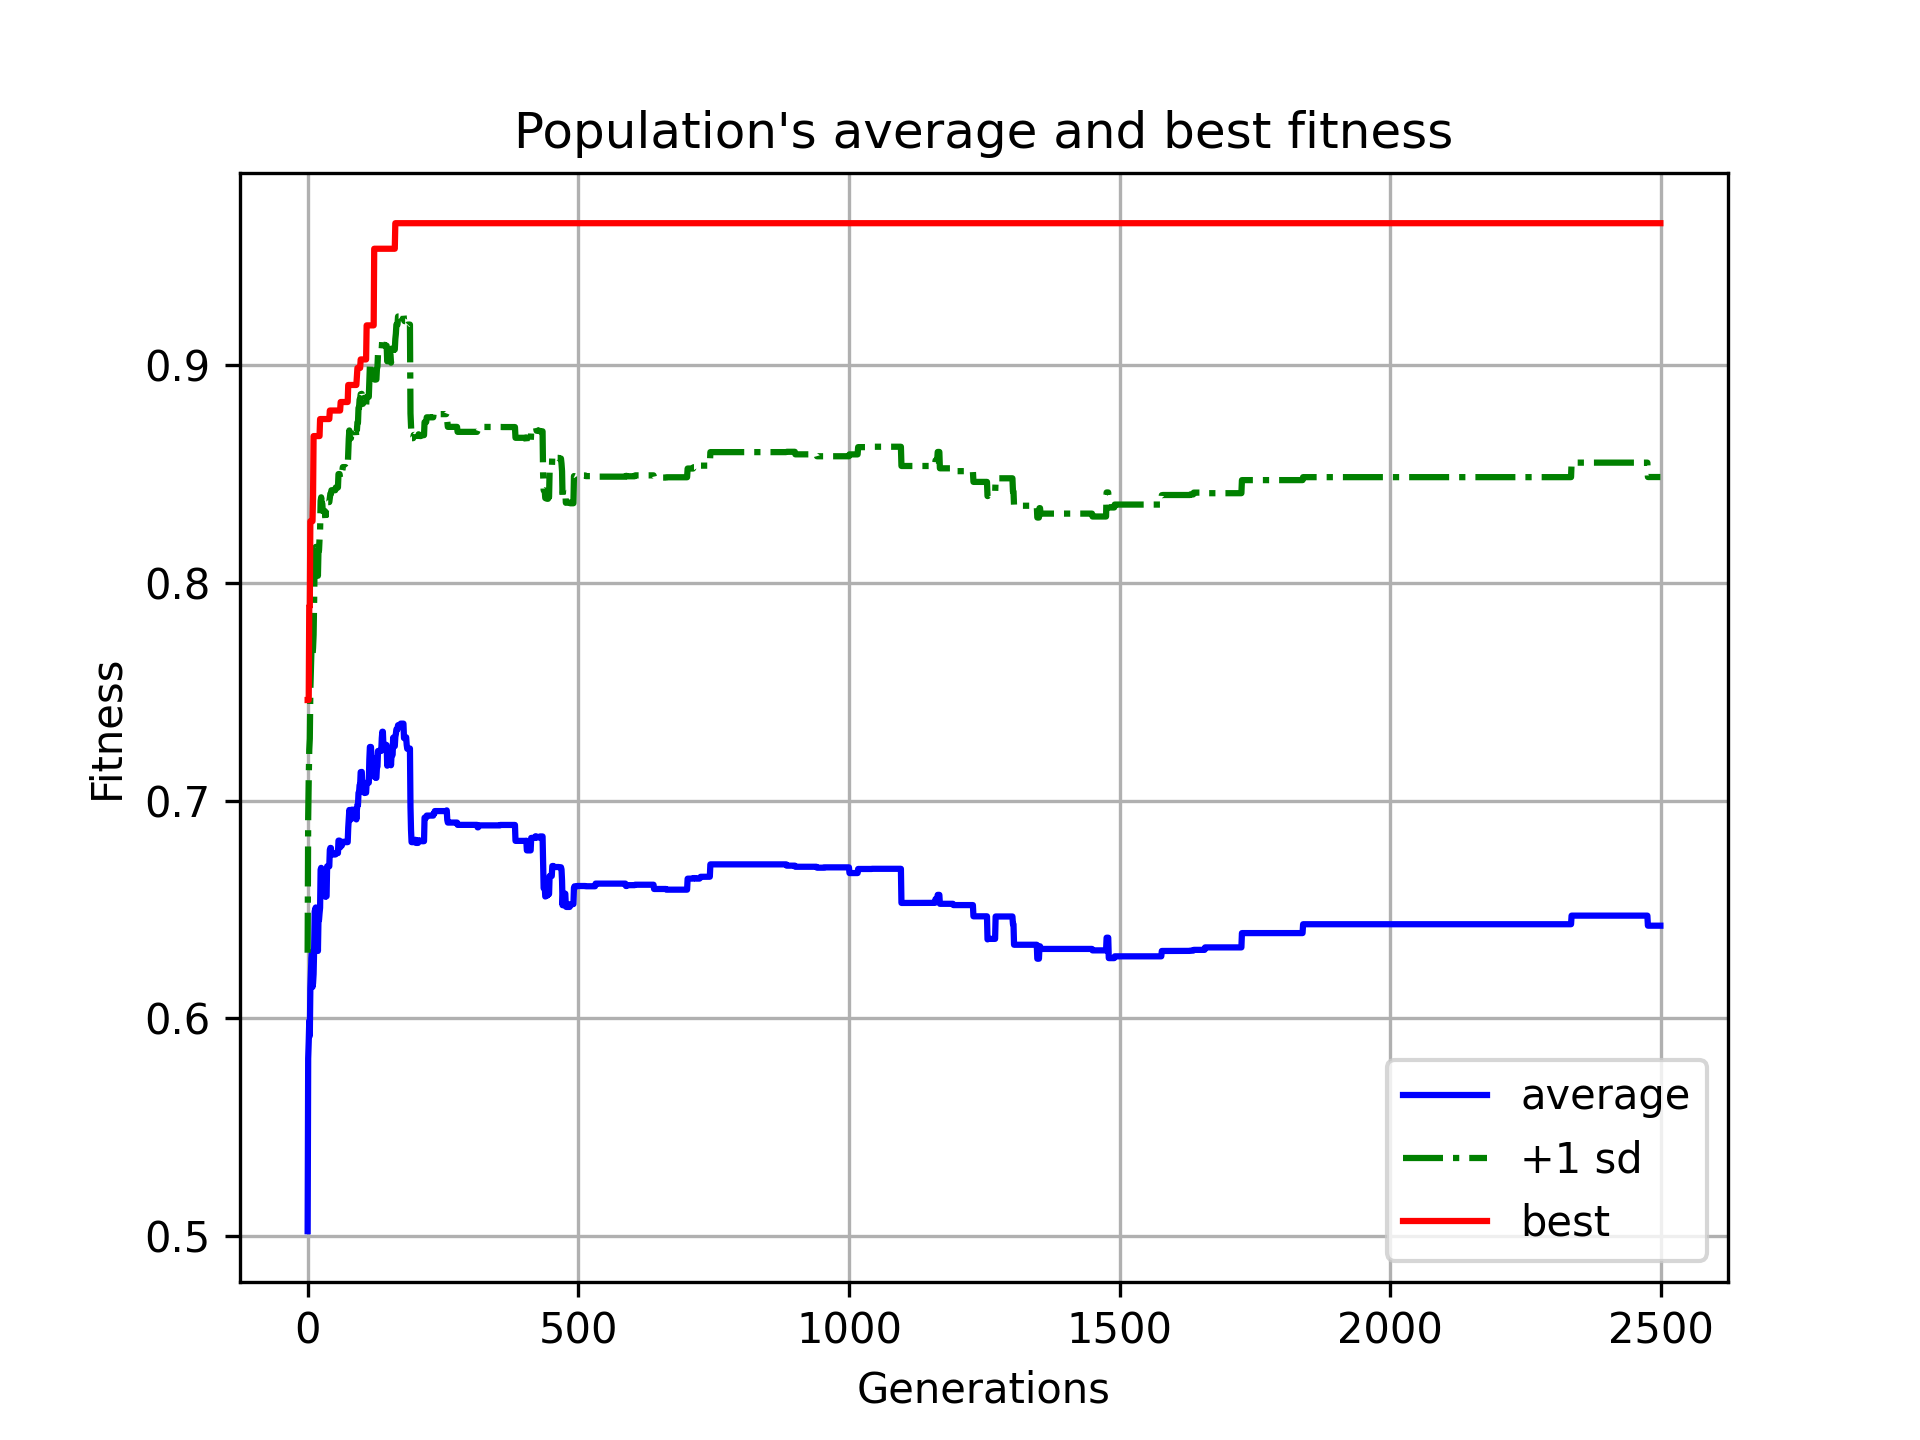 Population's average and best fitness
Fitness
0.9
0.8
0.7
0.6
0.5
0 500 1000 1500 2000 2500
Generations
average
+1 sd
best